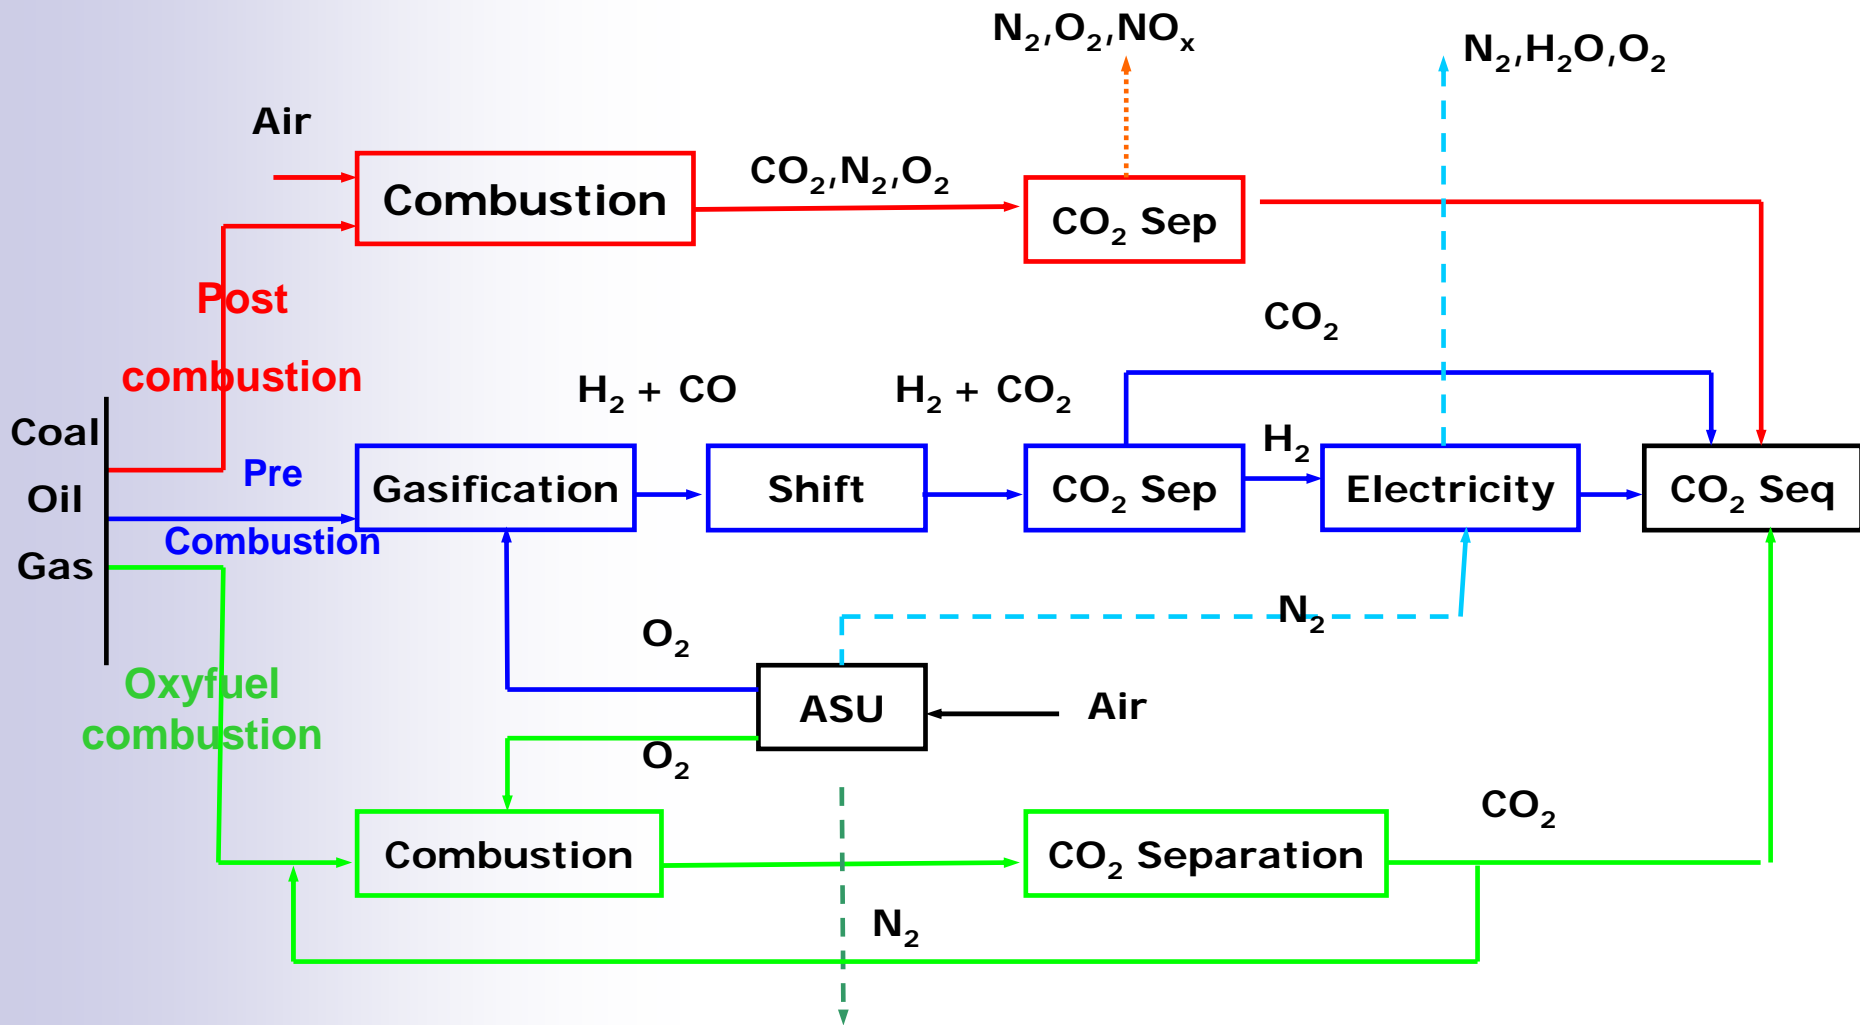 N₂,O₂,NOₓ
N₂,H₂O,O₂
Air
Combustion
CO₂,N₂,O₂
CO₂ Sep
Post
combustion
CO₂
H₂ + CO
H₂ + CO₂
Coal
Oil
Gas
Pre
Combustion
Gasification
Shift
CO₂ Sep
H₂
Electricity
CO₂ Seq
N₂
O₂
Oxyfuel
combustion
ASU
Air
O₂
Combustion
CO₂ Separation
CO₂
N₂